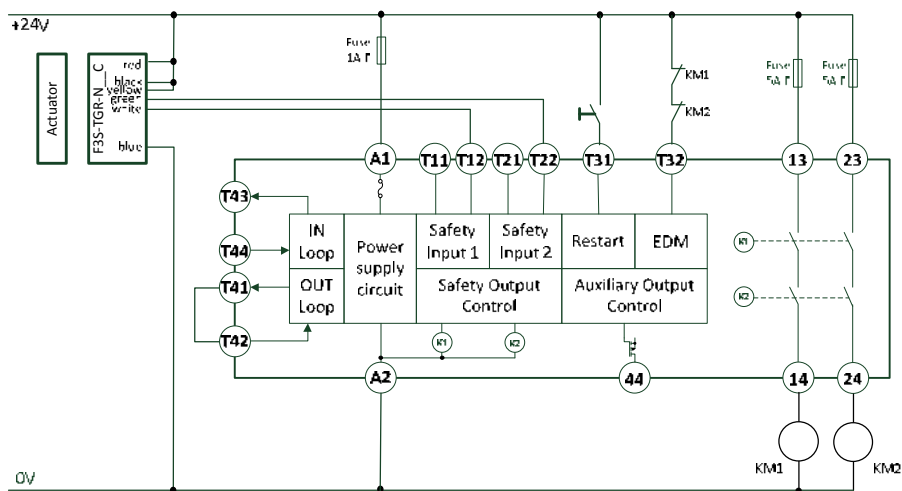 +24V
Actuator
F3S-TGR-N__C
red
black
yellow
green
white
blue
Fuse
1A F
KM1
KM2
Fuse
5A F
Fuse
5A F
A1
T11
T12
T21
T22
T31
T32
13
23
T43
T44
T41
T42
IN
Loop
OUT
Loop
Power
supply
circuit
Safety
Input 1
Safety
Input 2
Restart
EDM
Safety Output
Control
Auxiliary Output
Control
K1
K2
K1
K2
A2
44
14
24
KM1
KM2
0V